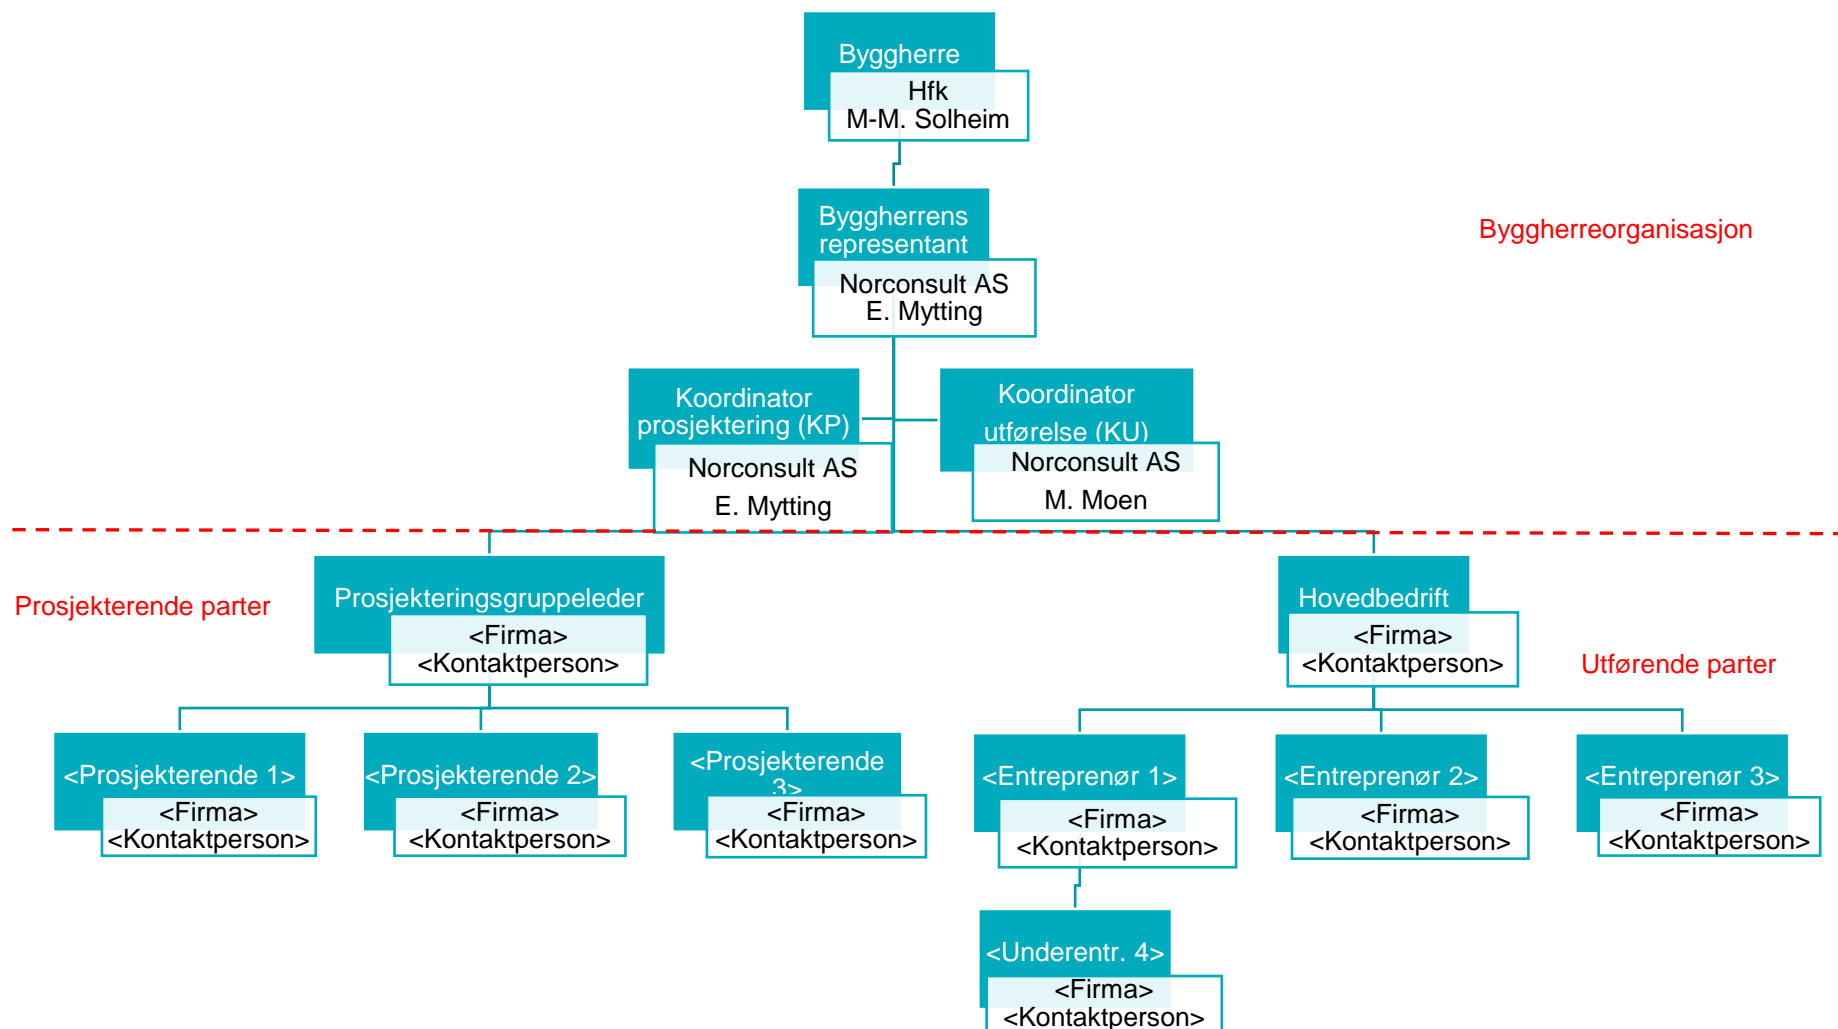 Byggherre
Hfk
M-M. Solheim
Byggherrens
representant
Norconsult AS
E. Mytting
Byggherreorganisasjon
Koordinator
prosjektering (KP)
Norconsult AS
E. Mytting
Koordinator
utførelse (KU)
Norconsult AS
M. Moen
Prosjekterende parter
Prosjekteringsgruppeleder
<Firma>
<Kontaktperson>
Hovedbedrift
<Firma>
<Kontaktperson>
Utførende parter
<Prosjekterende 1>
<Firma>
<Kontaktperson>
<Prosjekterende 2>
<Firma>
<Kontaktperson>
<Prosjekterende
3>
<Firma>
<Kontaktperson>
<Entreprenør 1>
<Firma>
<Kontaktperson>
<Entreprenør 2>
<Firma>
<Kontaktperson>
<Entreprenør 3>
<Firma>
<Kontaktperson>
<Underentr. 4>
<Firma>
<Kontaktperson>